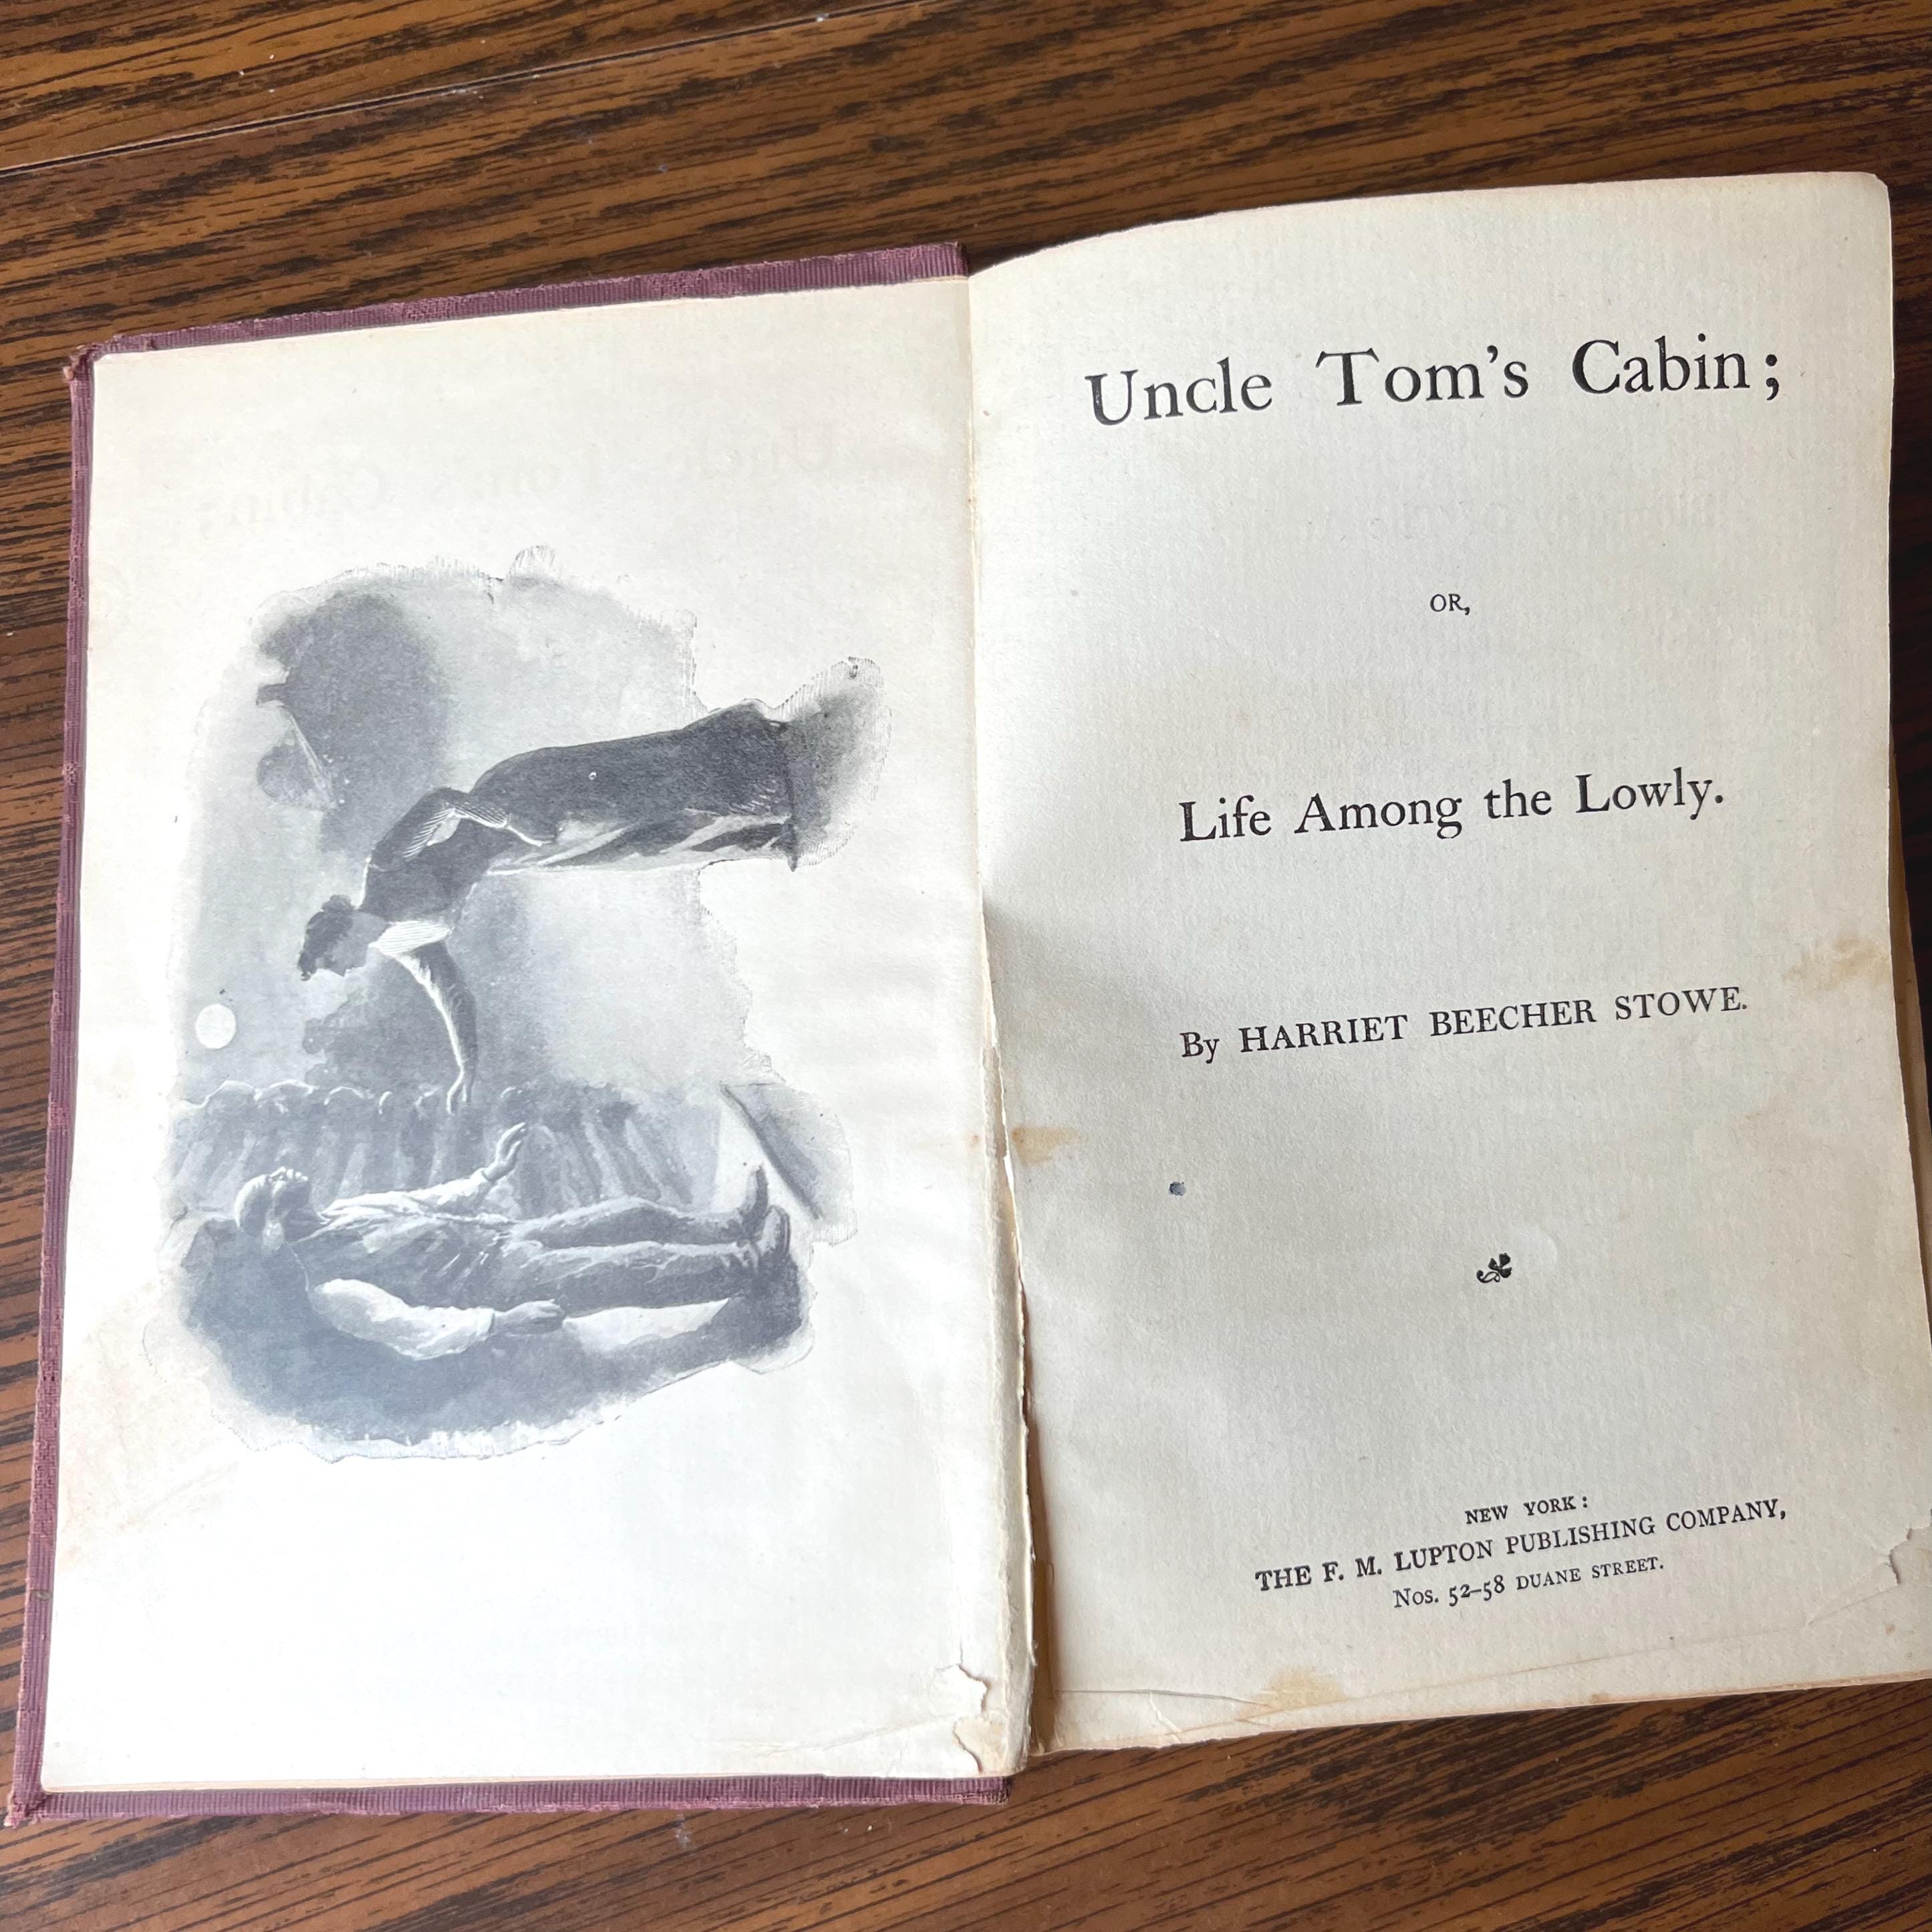 Uncle Tom's Cabin;
OR,
Life Among the Lowly.
By HARRIET BEECHER STOWE.
NEW YORK:
THE F. M. LUPTON PUBLISHING COMPANY,
Nos. 52–58 DUANE STREET.